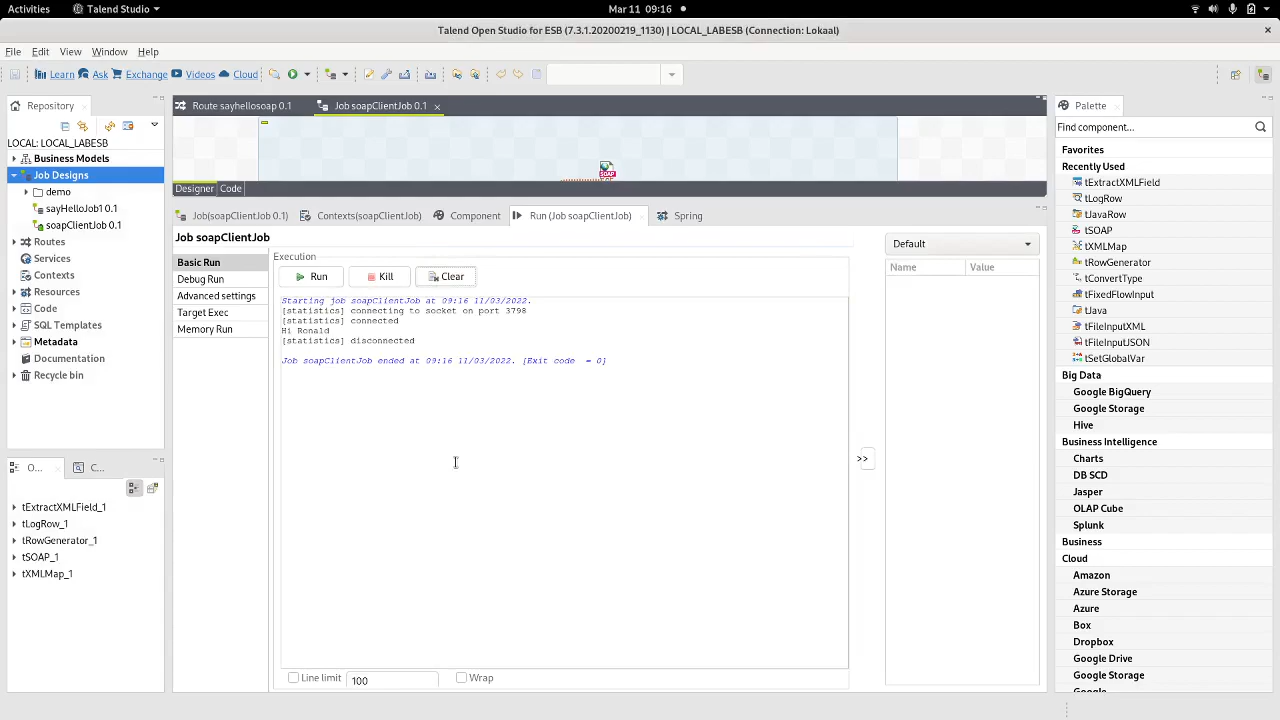 Activities
Talend Open Studio
Mar 11 09:16
Talend Open Studio for ESB (7.3.1.20200219_1130) | LOCAL_LABESB (Connection: Lokaal)
File Edit View Window Help
Learn Ask Exchange Videos Cloud
Repository
LOCAL: LOCAL_LABESB
Business Models
Job Designs
demo
sayHelloJob1 0.1
soapClientJob 0.1
Routes
Services
Contexts
Resources
Code
SQL Templates
Metadata
Documentation
Recycle bin
O...
C...
tExtractXMLField_1
tLogRow_1
tRowGenerator_1
tSOAP_1
tXMLMap_1
Route sayhellosoap 0.1
Job soapClientJob 0.1
SOAP
Designer Code
Job(soapClientJob 0.1)
Contexts(soapClientJob)
Component
Run (Job soapClientJob)
Spring
Job soapClientJob
Basic Run
Debug Run
Advanced settings
Target Exec
Memory Run
Execution
Run
Kill
Clear
Starting job soapClientJob at 09:16 11/03/2022.
[statistics] connecting to socket on port 3798
[statistics] connected
Hi Ronald
[statistics] disconnected
Job soapClientJob ended at 09:16 11/03/2022. [Exit code  = 0]
Line limit
100
Wrap
>>
Default
Name Value
Palette
Find component...
Favorites
Recently Used
tExtractXMLField
tLogRow
tJavaRow
tSOAP
tXMLMap
tRowGenerator
tConvertType
tFixedFlowInput
tJava
tFileInputXML
tFileInputJSON
tSetGlobalVar
Big Data
Google BigQuery
Google Storage
Hive
Business Intelligence
Charts
DB SCD
Jasper
OLAP Cube
Splunk
Business
Cloud
Amazon
Azure Storage
Azure
Box
Dropbox
Google Drive
Google Storage